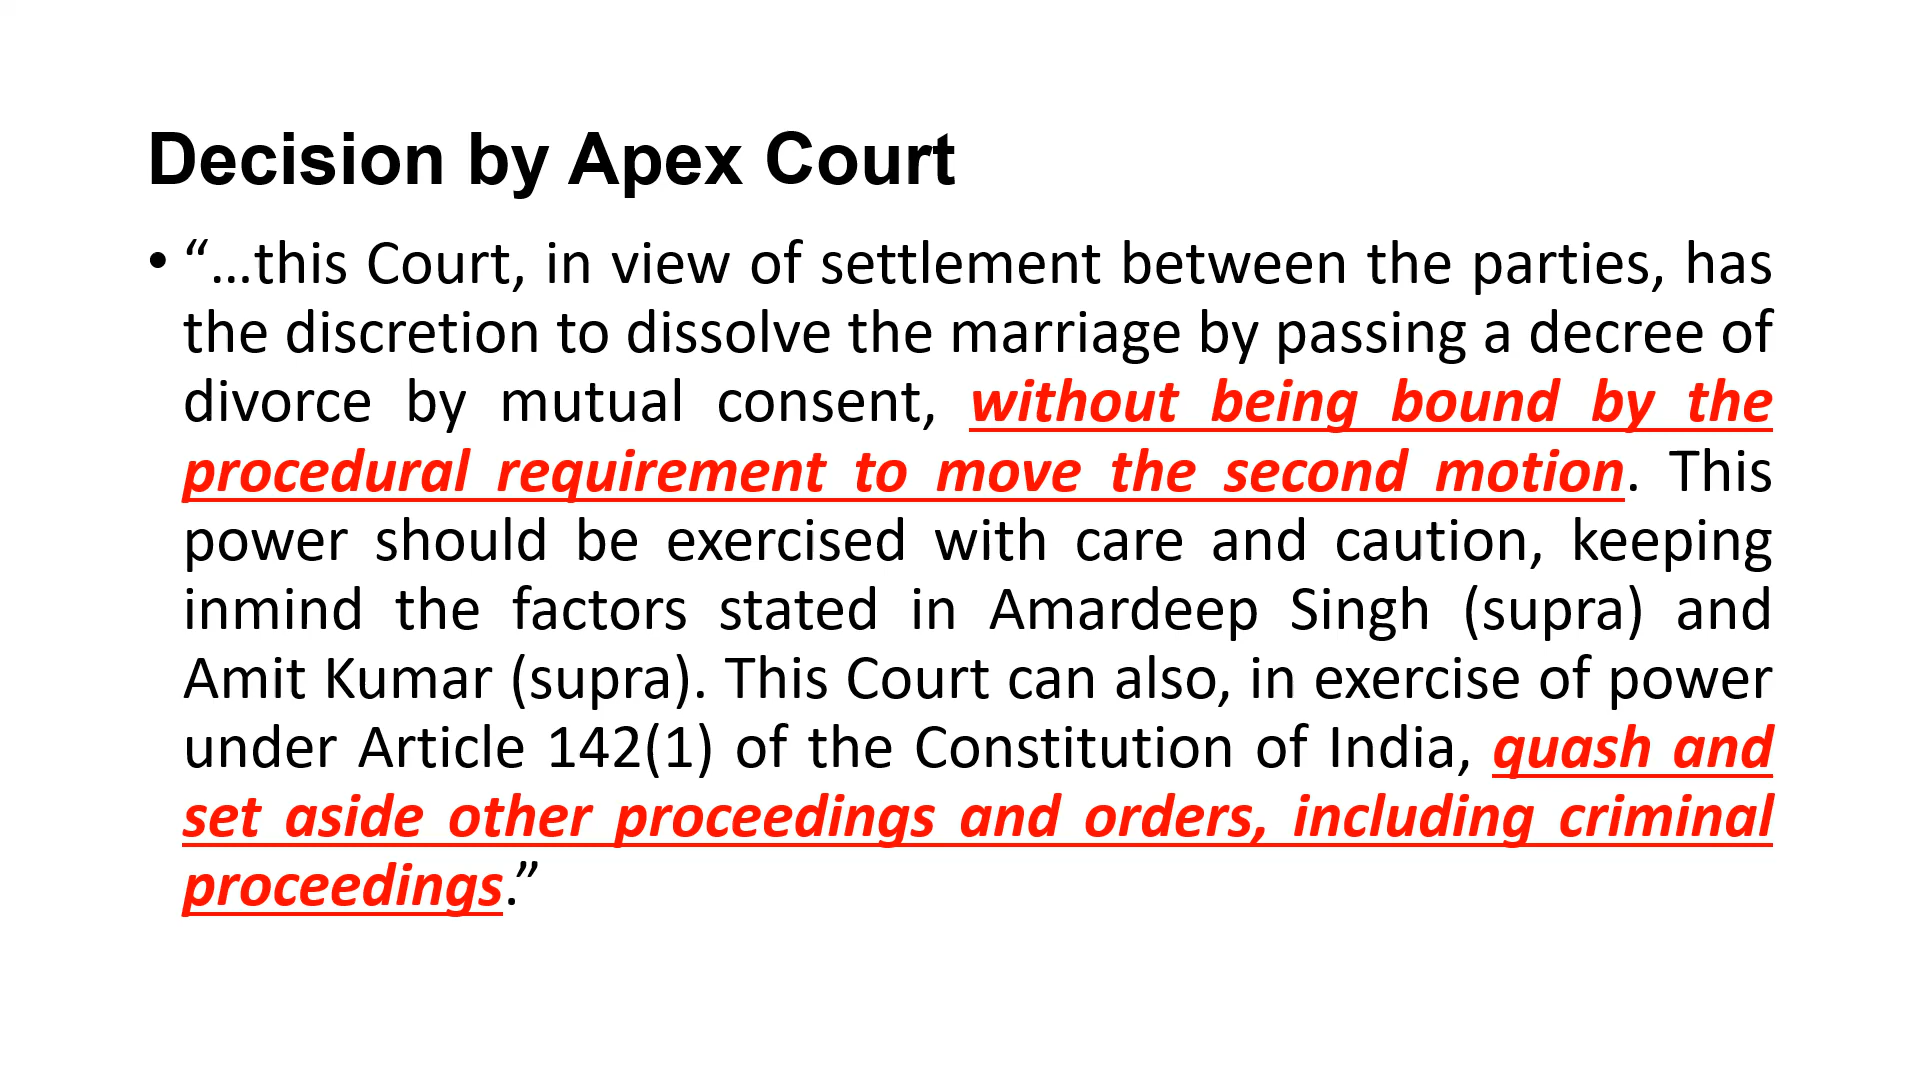 Decision by Apex Court
• “…this Court, in view of settlement between the parties, has
the discretion to dissolve the marriage by passing a decree of
divorce by mutual consent, without being bound by the
procedural requirement to move the second motion. This
power should be exercised with care and caution, keeping
inmind the factors stated in Amardeep Singh (supra) and
Amit Kumar (supra). This Court can also, in exercise of power
under Article 142(1) of the Constitution of India, quash and
set aside other proceedings and orders, including criminal
proceedings.”